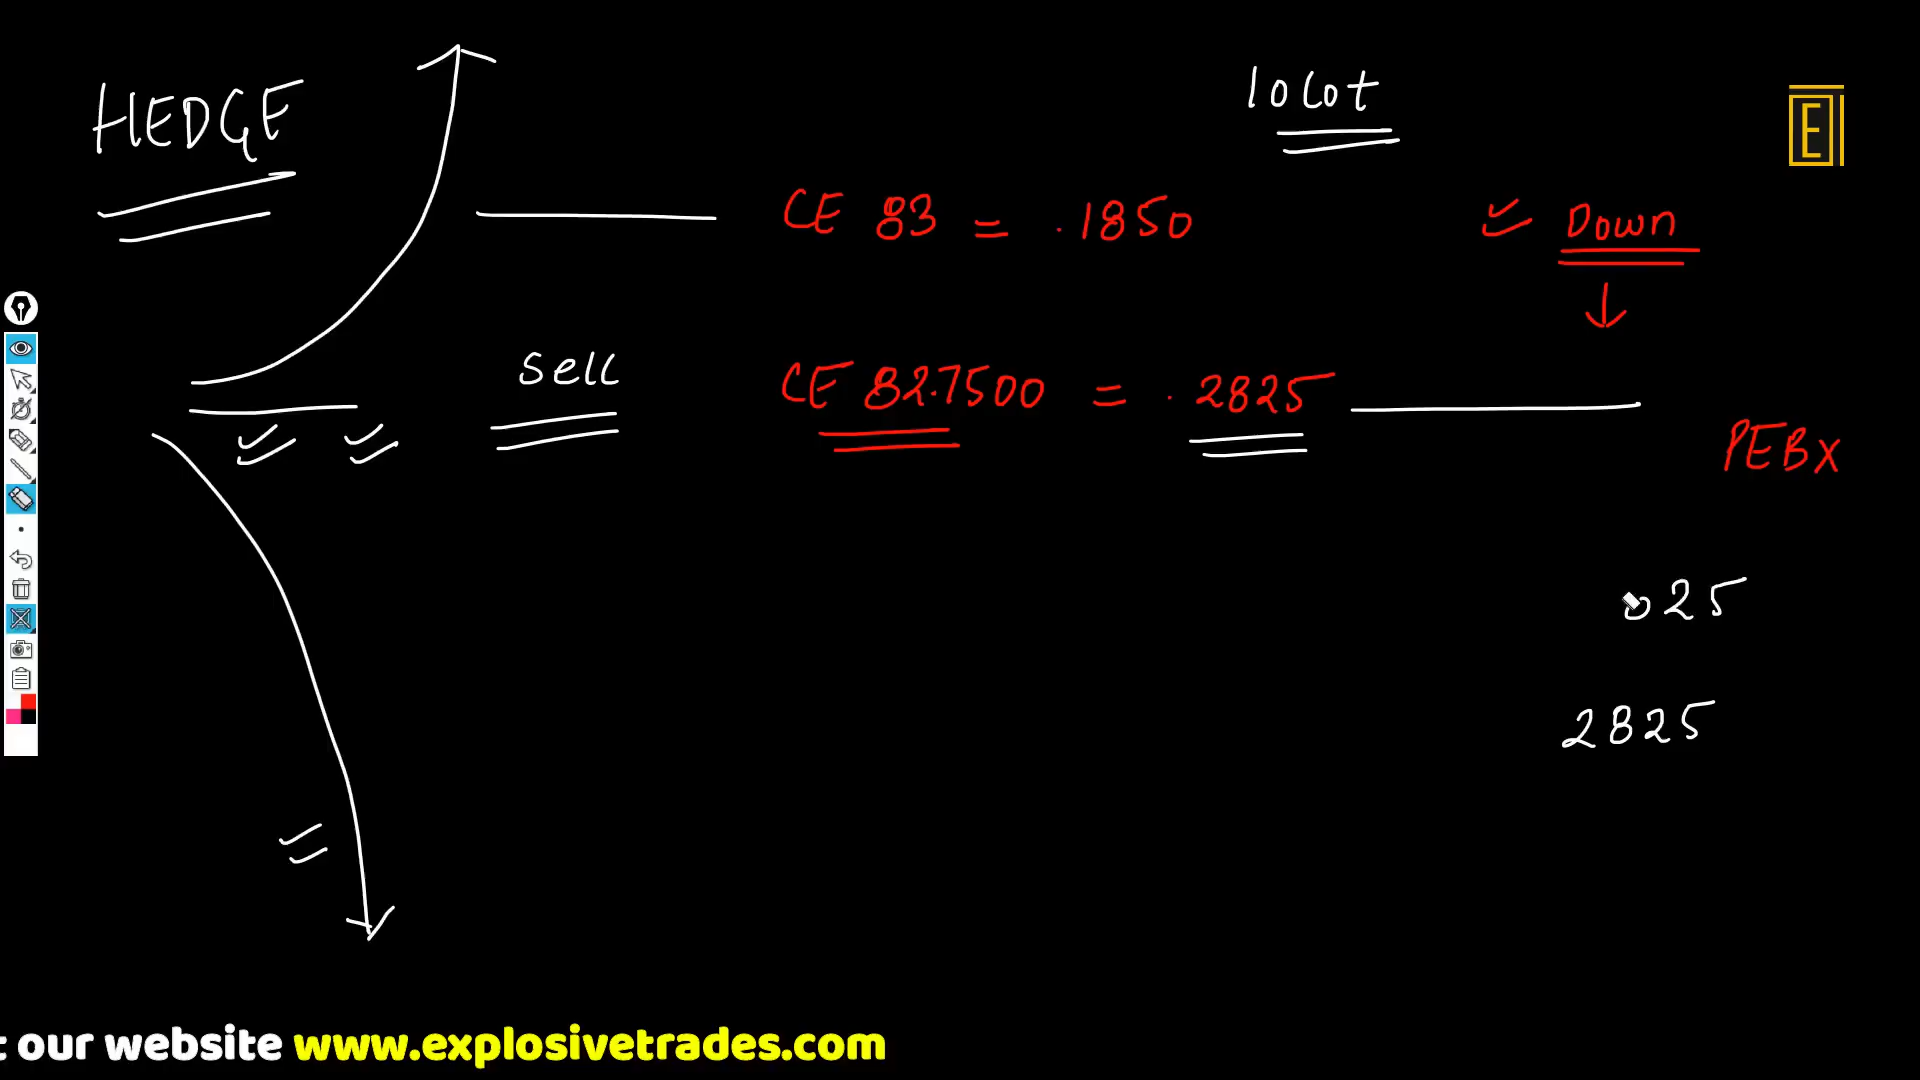 HEDGE
10 Lot
E
CE 83 = .1850
Down
Sell
CE 82.7500 = .2825
PEBX
025
2825
our website www.explosivetrades.com